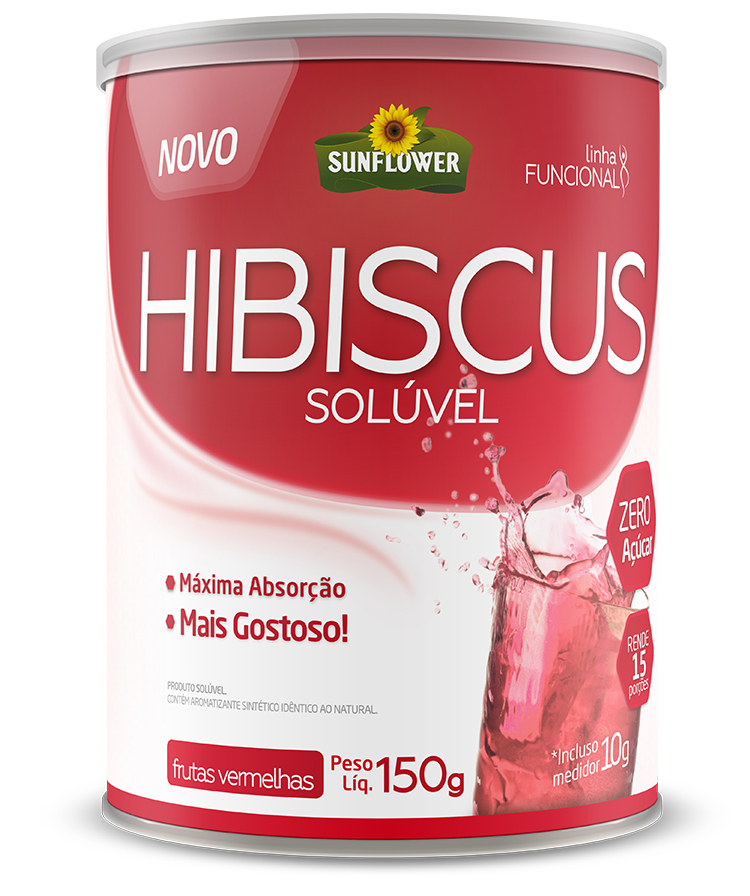 NOVO
SUNFLOWER
linha
FUNCIONAL
HIBISCUS
SOLÚVEL
ZERO
Açúcar
Máxima Absorção
Mais Gostoso!
RENDE
15
porções
PRODUTO SOLÚVEL.
CONTÉM AROMATIZANTE SINTÉTICO IDÊNTICO AO NATURAL.
frutas vermelhas
Peso
Líq. 150g
*Incluso
medidor 10g